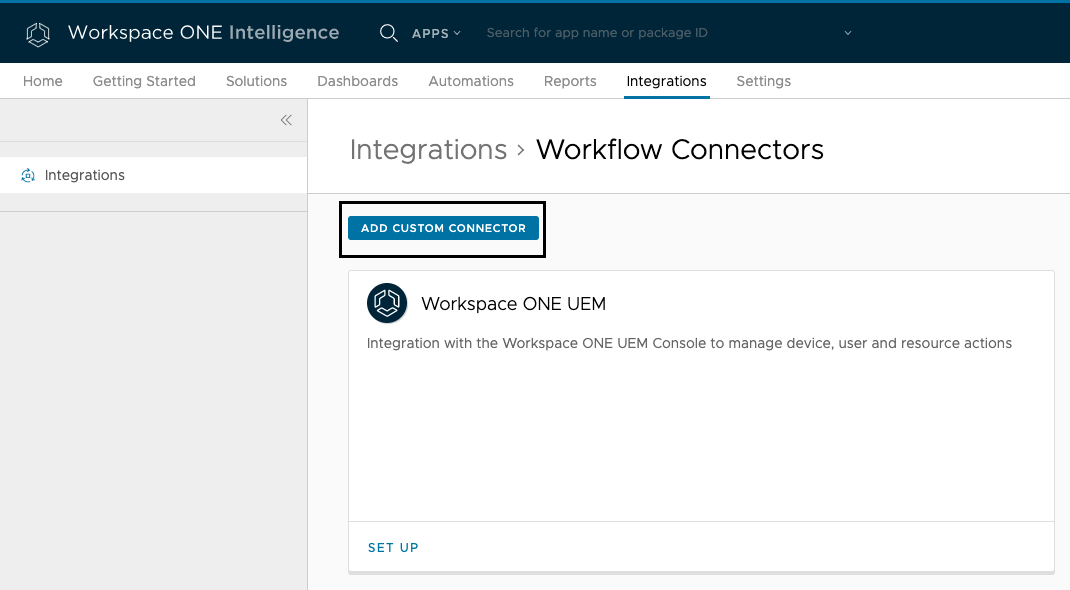 Workspace ONE Intelligence APPS Search for app name or package ID
Home Getting Started Solutions Dashboards Automations Reports Integrations Settings
Integrations
Integrations > Workflow Connectors
ADD CUSTOM CONNECTOR
Workspace ONE UEM
Integration with the Workspace ONE UEM Console to manage device, user and resource actions
SET UP